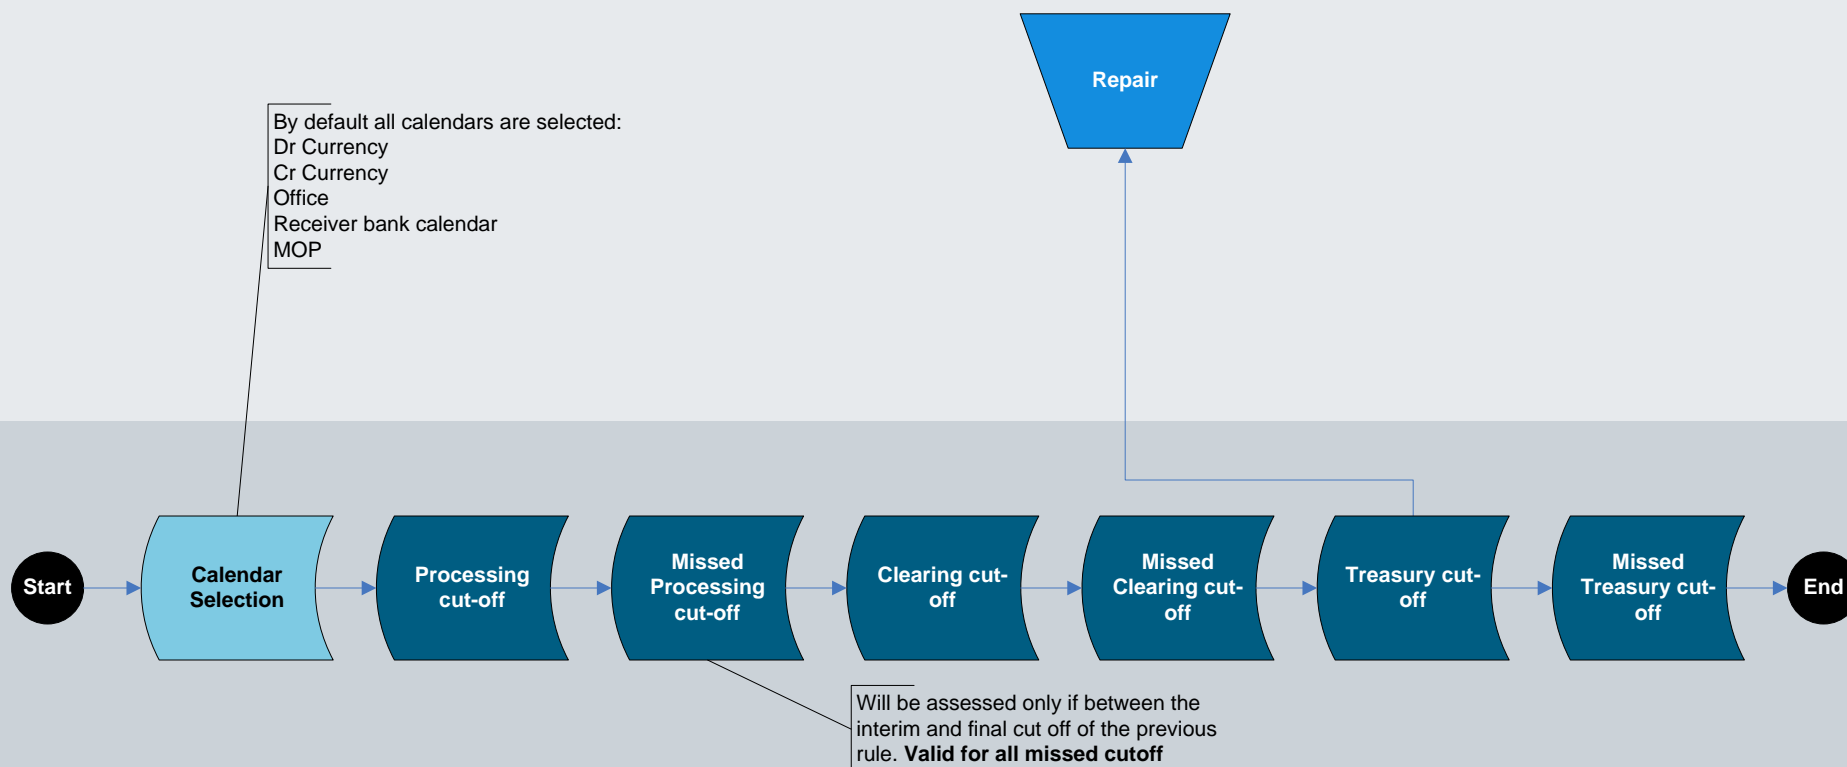 Repair
By default all calendars are selected:
Dr Currency
Cr Currency
Office
Receiver bank calendar
MOP
Start
Calendar
Selection
Processing
cut-off
Missed
Processing
cut-off
Clearing cut-
off
Missed
Clearing cut-
off
Treasury cut-
off
Missed
Treasury cut-
off
End
Will be assessed only if between the
interim and final cut off of the previous
rule. Valid for all missed cutoff